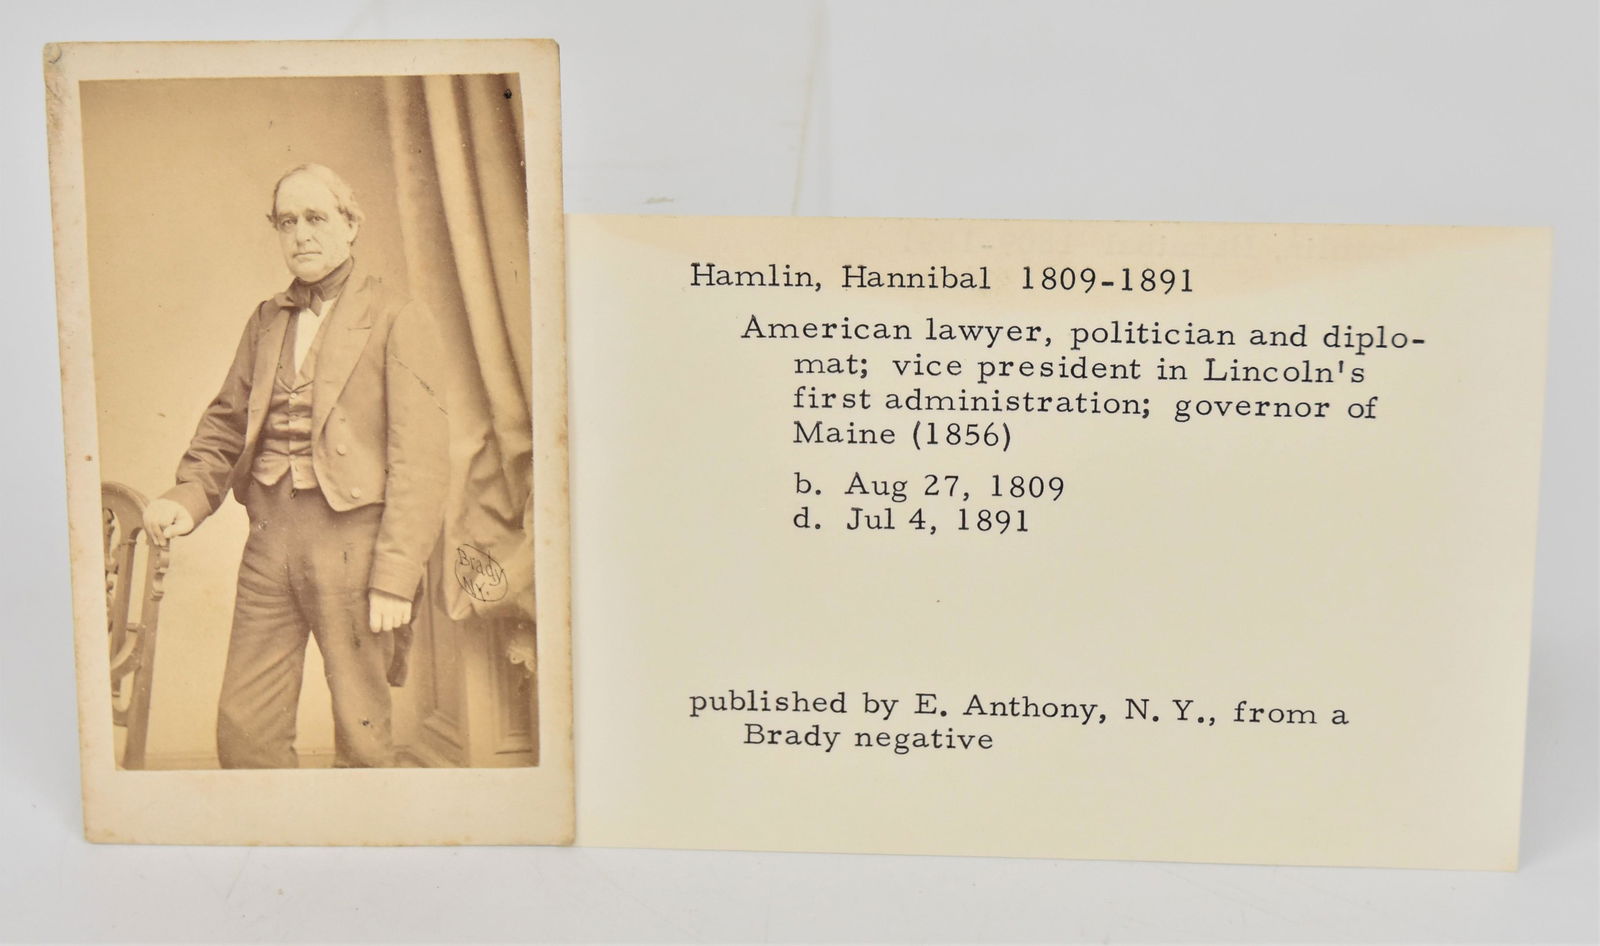 Brady
N.Y.
Hamlin, Hannibal 1809-1891
American lawyer, politician and diplo-
mat; vice president in Lincoln's
first administration; governor of
Maine (1856)
b. Aug 27, 1809
d. Jul 4, 1891
published by E. Anthony, N. Y., from a
Brady negative